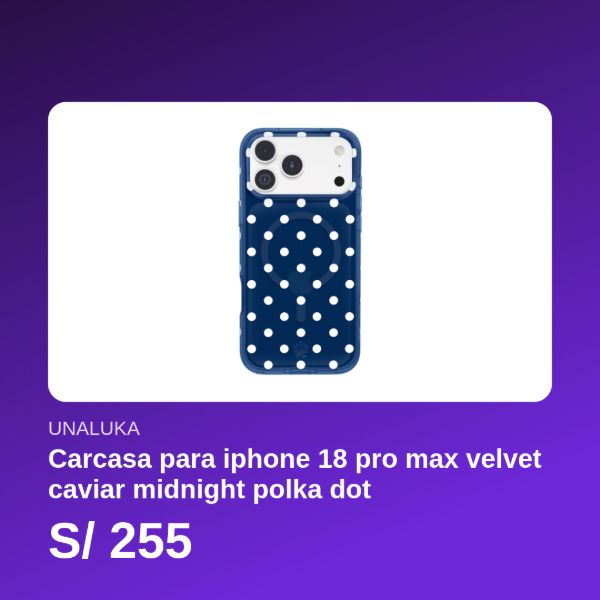 UNALUKA
Carcasa para iphone 18 pro max velvet
caviar midnight polka dot
S/ 255